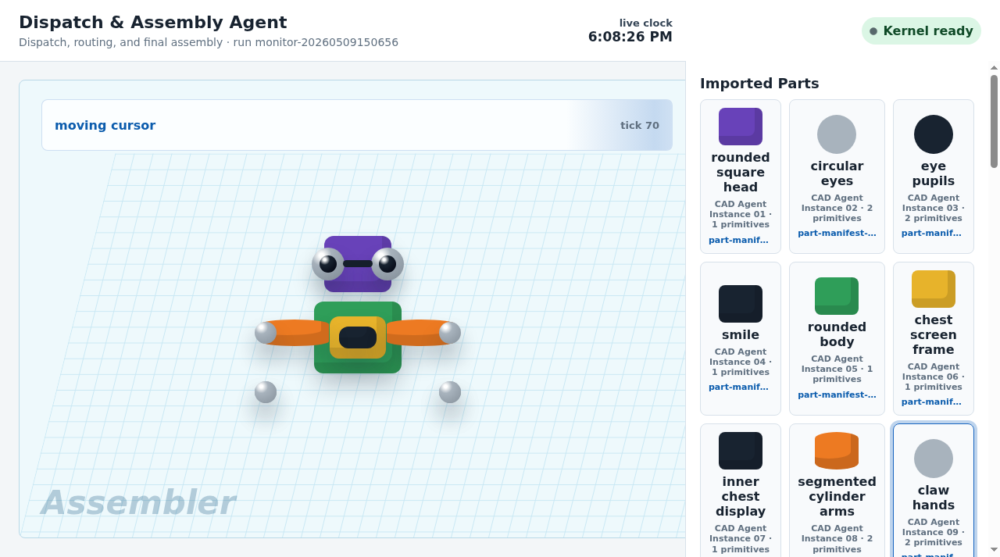 Dispatch & Assembly Agent
Dispatch, routing, and final assembly · run monitor-20260509150656
live clock
6:08:26 PM
Kernel ready
moving cursor
tick 70
Assembler
Imported Parts
rounded
square
head
CAD Agent
Instance 01 ·
1 primitives
part-manif…
circular
eyes
CAD Agent
Instance 02 · 2
primitives
part-manifest-…
eye
pupils
CAD Agent
Instance 03 ·
2 primitives
part-manif…
smile
CAD Agent
Instance 04 ·
1 primitives
part-manif…
rounded
body
CAD Agent
Instance 05 · 1
primitives
part-manifest-…
chest
screen
frame
CAD Agent
Instance 06 ·
1 primitives
part-manif…
inner
chest
display
CAD Agent
Instance 07 ·
1 primitives
segmented
cylinder
arms
CAD Agent
Instance 08 · 2
primitives
claw
hands
CAD Agent
Instance 09 ·
2 primitives
part-manif…